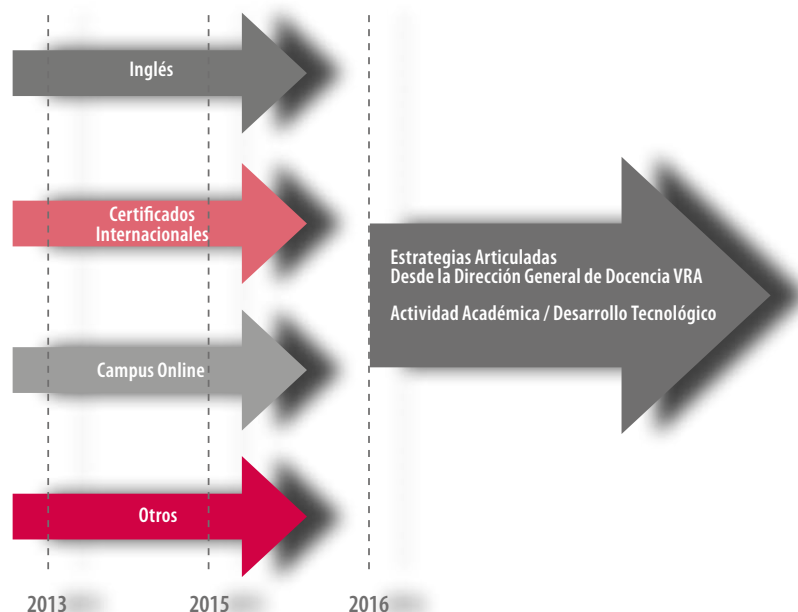 Inglés
Certificados
Internacionales
Campus Online
Otros
Estrategias Articuladas
Desde la Dirección General de Docencia VRA
Actividad Académica / Desarrollo Tecnológico
2013
2015
2016